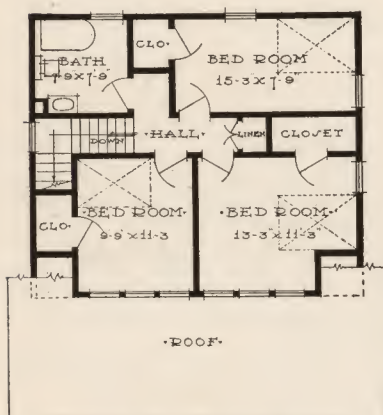 CLO·
BATH
7-9×7-9
BED ROOM
15-3×7-9
·HALL·
DOWN
LINEN
CLOSET
CLO·
·BED ROOM·
9-9×11-3
·BED ROOM·
13-3×11-3
·ROOF·